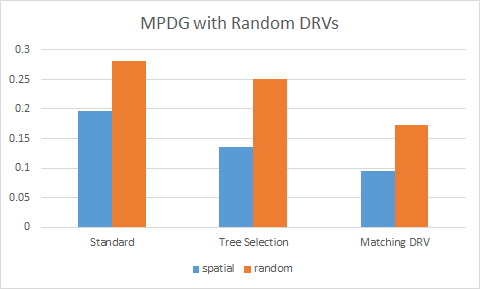 MPDG with Random DRVs
0.3
0.25
0.2
0.15
0.1
0.05
0
Standard
Tree Selection
Matching DRV
spatial
random